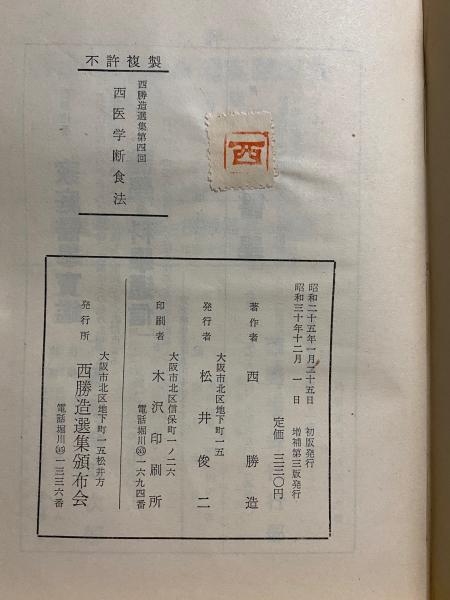 不許複製
西勝造選集第四回
西医学断食法
西
昭和二十五年一月二十五日 初版発行
昭和三十年十二月一日 増補第三版発行
定価 三三〇円
著作者 西勝造
大阪市北区地下町一五
発行者 松井俊二
大阪市北区信保町一ノ二六
印刷者 木沢印刷所
電話堀川(35)一六九四番
大阪市北区地下町一五松井方
発行所 西勝造選集頒布会
電話堀川(35)一三三六番